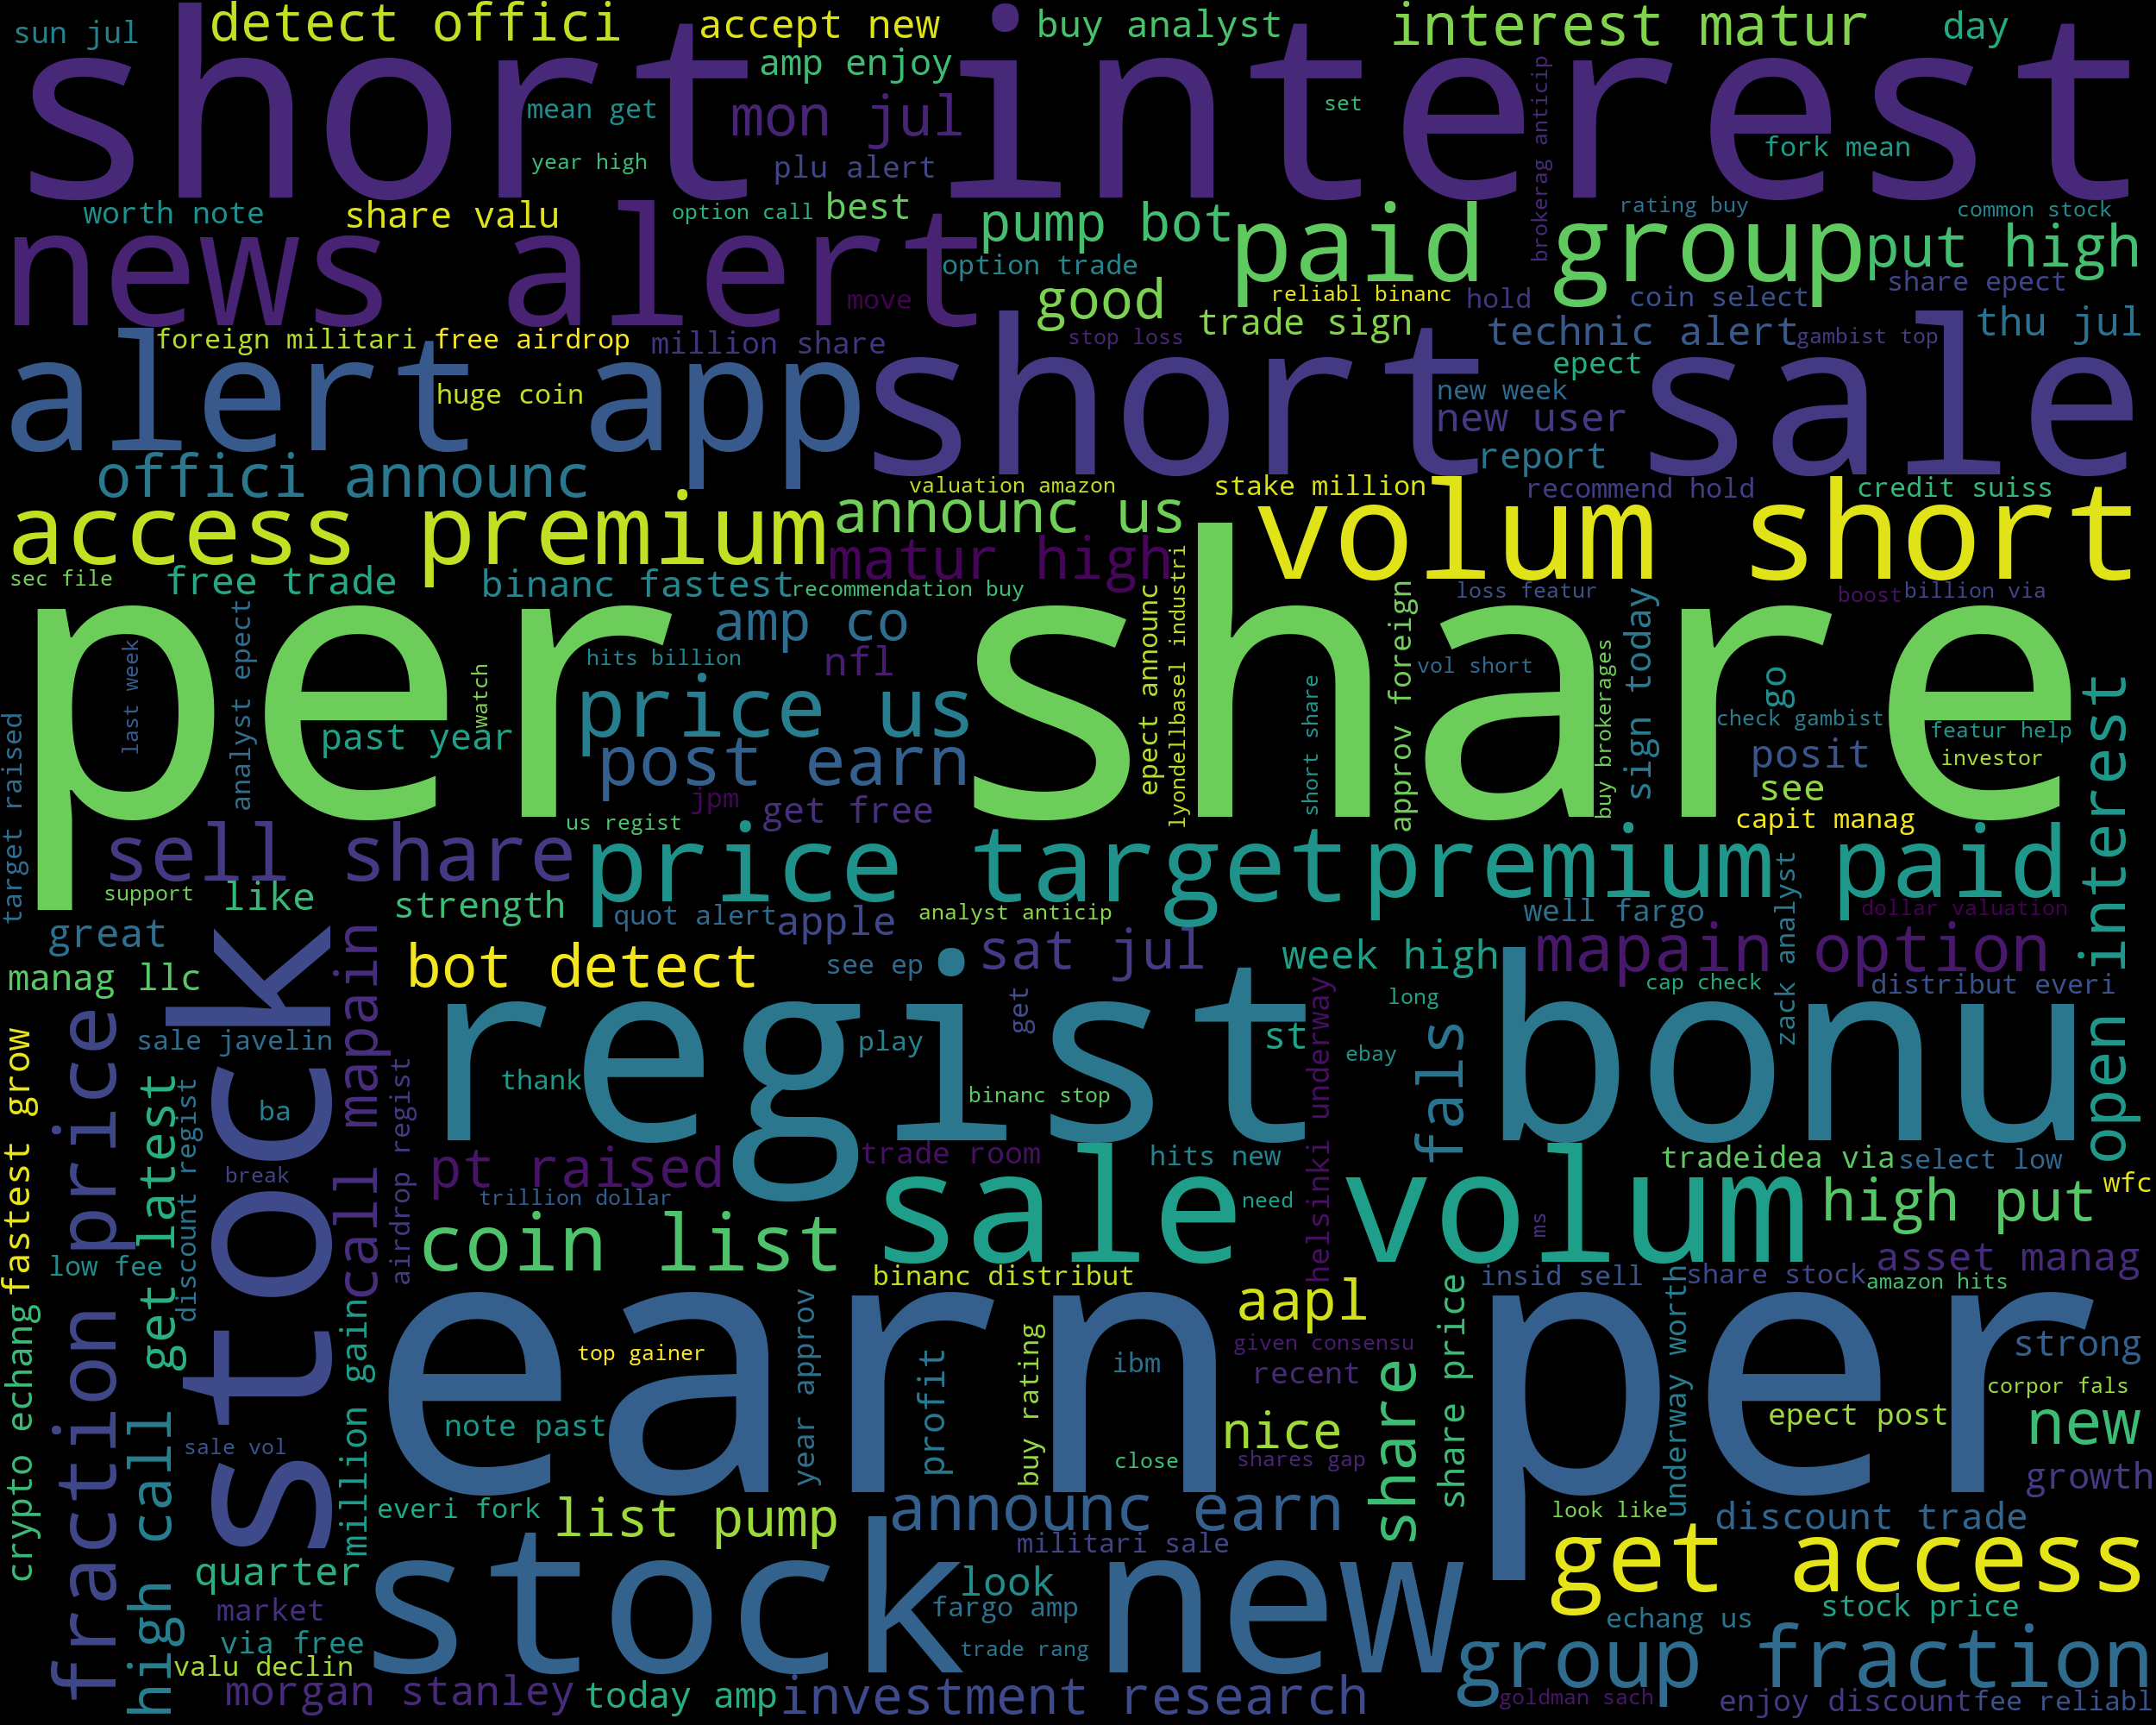 short interest
sun jul
detect offici
accept new
buy analyst
interest matur
day
amp enjoy
mean get
mon jul
set
brokerag anticip
fork mean
year high
plu alert
worth note
share valu
option call
best
pump bot
paid group
rating buy
common stock
news alert
put high
option trade
move
good
reliabl binanc
hold
coin select
share epect
foreign militari
free airdrop
million share
stop loss
trade sign
technic alert
gambist top
thu jul
alert app
short sale
huge coin
epect
new week
new user
report
offici announc
valuation amazon
stake million
recommend hold
credit suiss
access premium
announc us
volum short
matur high
sec file
free trade
binanc fastest
recommendation buy
loss featur
boost
billion via
per share
amp co
analyst epect
last week
watch
hits billion
nfl
epect announc
lyondellbasel industri
short share
approv foreign
vol short
buy brokerages
sign today
go
check gambist
featur help
investor
price us
past year
post earn
posit
see
target raised
jpm
get free
us regist
capit manag
open interest
sell share
price target
premium paid
support
like
strength
quot alert
apple
analyst anticip
well fargo
dollar valuation
great
stock
call mapain
bot detect
see ep
sat jul
week high
mapain option
zack analyst
manag llc
cap check
distribut everi
regist
bonu
get
long
fraction price
sale javelin
play
st
ebay
fals
helsinki underway
fastest grow
thank
binanc stop
ba
discount regist
get latest
airdrop regist
break
pt raised
trade room
hits new
tradeidea via
select low
wfc
trillion dollar
sale volum
need
ms
high put
coin list
low fee
binanc distribut
asset manag
insid sell
share stock
amazon hits
crypto echang
million gain
earn per
aapl
top gainer
year approv
profit
buy rating
ibm
given consensu
recent
share
share price
underway worth
strong
corpor fals
high call
note past
nice
epect post
new
sale vol
close
shares gap
growth
everi fork
list pump
announc earn
look like
discount trade
stock new
militari sale
get access
quarter
look
market
fargo amp
echang us
stock price
via free
trade rang
group fraction
valu declin
morgan stanley
today amp
investment research
goldman sach
enjoy discount
fee reliabl